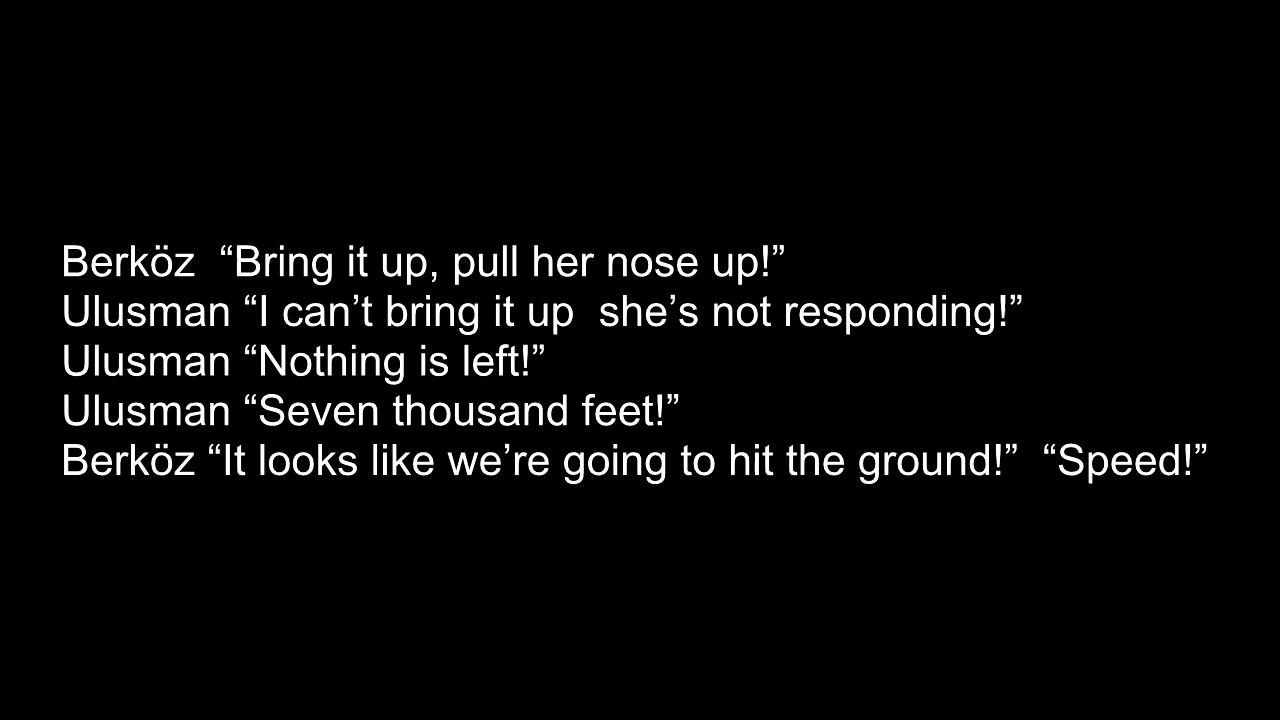 Berköz  “Bring it up, pull her nose up!”
Ulusman “I can’t bring it up  she’s not responding!”
Ulusman “Nothing is left!”
Ulusman “Seven thousand feet!”
Berköz “It looks like we’re going to hit the ground!”  “Speed!”